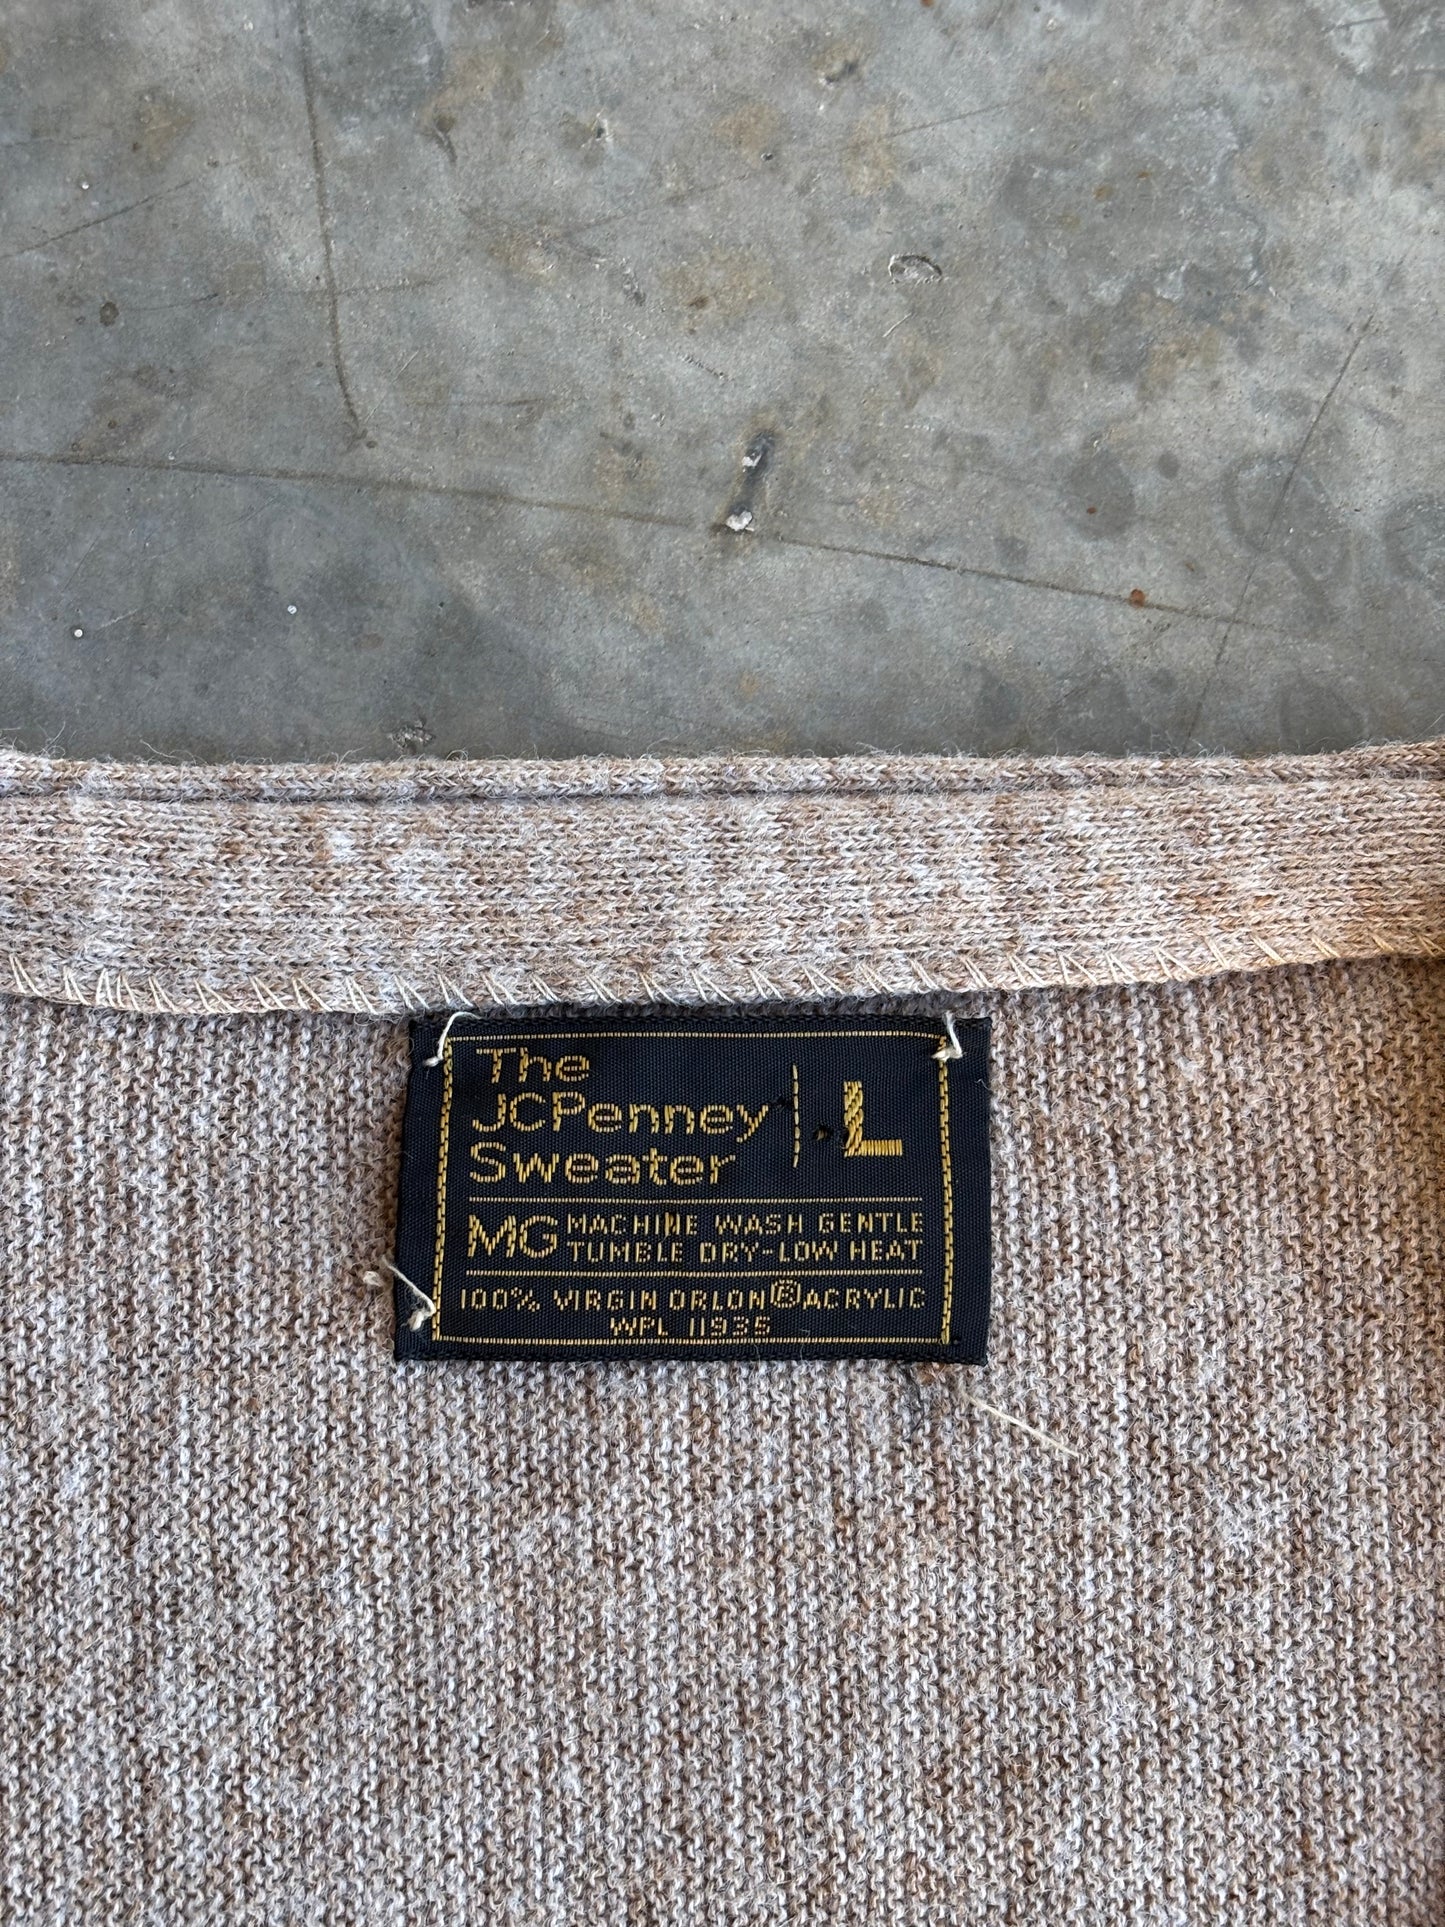 The
JCPenney
Sweater
L
MG MACHINE WASH GENTLE
TUMBLE DRY-LOW HEAT
100% VIRGIN ORLON® ACRYLIC
WPL 11935